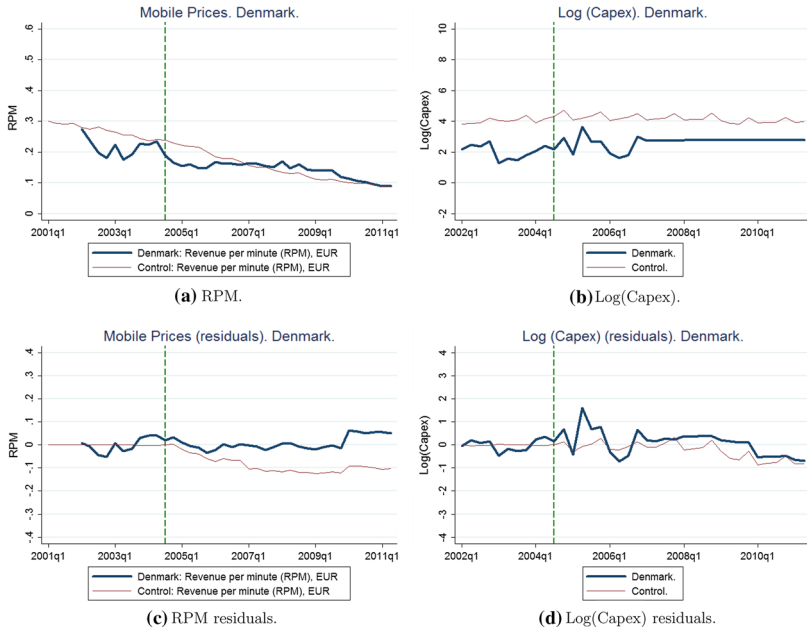 Mobile Prices. Denmark.
RPM
.6
.5
.4
.3
.2
.1
0
2001q1 2003q1 2005q1 2007q1 2009q1 2011q1
Denmark: Revenue per minute (RPM), EUR
Control: Revenue per minute (RPM), EUR
(a) RPM.
Log (Capex). Denmark.
Log(Capex)
10
8
6
4
2
0
-2
2002q1 2004q1 2006q1 2008q1 2010q1
Denmark.
Control.
(b) Log(Capex).
Mobile Prices (residuals). Denmark.
RPM
.4
.3
.2
.1
0
-.1
-.2
-.3
-.4
2001q1 2003q1 2005q1 2007q1 2009q1 2011q1
Denmark: Revenue per minute (RPM), EUR
Control: Revenue per minute (RPM), EUR
(c) RPM residuals.
Log (Capex) (residuals). Denmark.
Log(Capex)
4
3
2
1
0
-1
-2
-3
-4
2002q1 2004q1 2006q1 2008q1 2010q1
Denmark.
Control.
(d) Log(Capex) residuals.